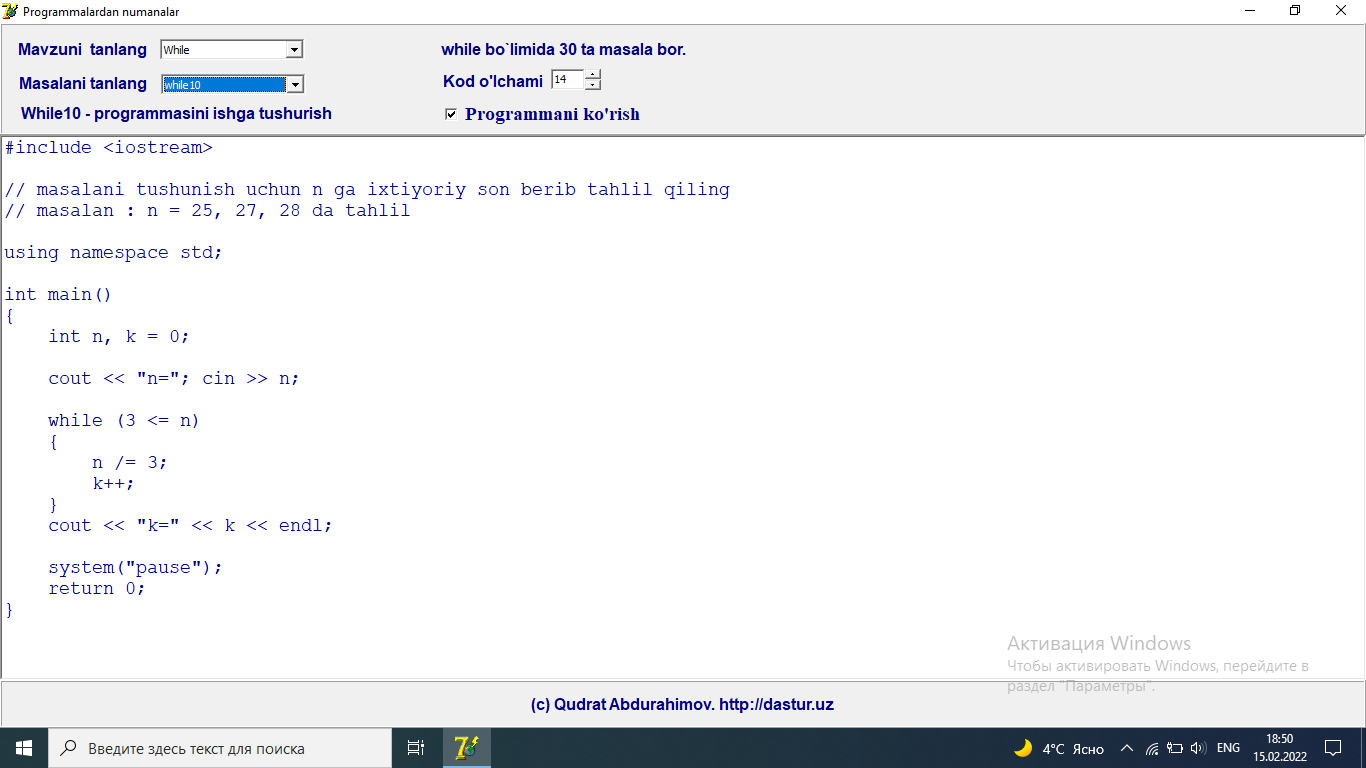 Programmalardan numanalar
Mavzuni  tanlang
While
while bo`limida 30 ta masala bor.
Masalani tanlang
while10
Kod o'lchami
14
While10 - programmasini ishga tushurish
Programmani ko'rish
#include <iostream>
// masalani tushunish uchun n ga ixtiyoriy son berib tahlil qiling
// masalan : n = 25, 27, 28 da tahlil
using namespace std;
int main()
{
    int n, k = 0;
    cout << "n="; cin >> n;
    while (3 <= n)
    {
        n /= 3;
        k++;
    }
    cout << "k=" << k << endl;
    system("pause");
    return 0;
}
Активация Windows
Чтобы активировать Windows, перейдите в
раздел "Параметры".
(c) Qudrat Abdurahimov. http://dastur.uz
Введите здесь текст для поиска
4°C Ясно
ENG
18:50
15.02.2022